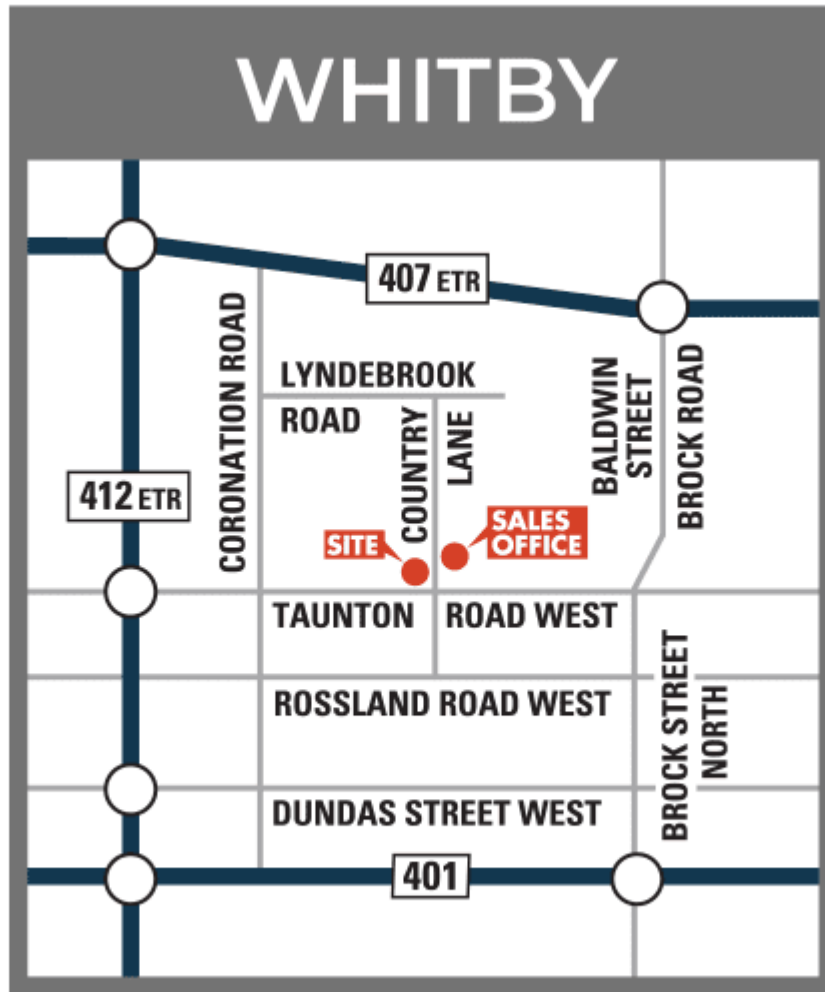 WHITBY
407 ETR
CORONATION ROAD
LYNDEBROOK
ROAD
COUNTRY
LANE
BALDWIN
STREET
BROCK ROAD
412 ETR
SITE
SALES
OFFICE
TAUNTON ROAD WEST
ROSSLAND ROAD WEST
BROCK STREET
NORTH
DUNDAS STREET WEST
401